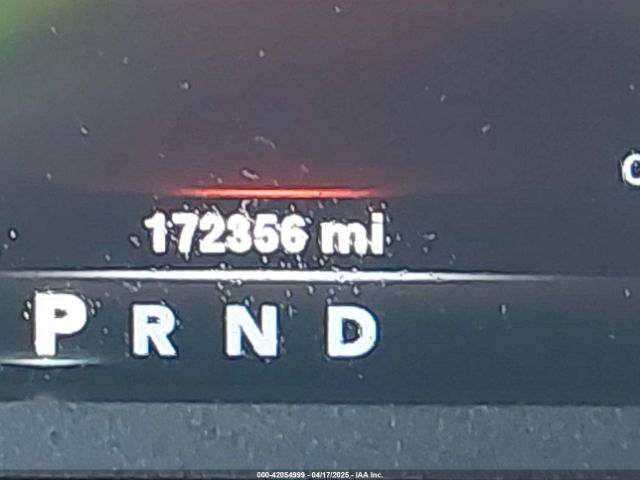 172356 mi
P R N D
000-42054999 - 04/17/2025 - IAA Inc.